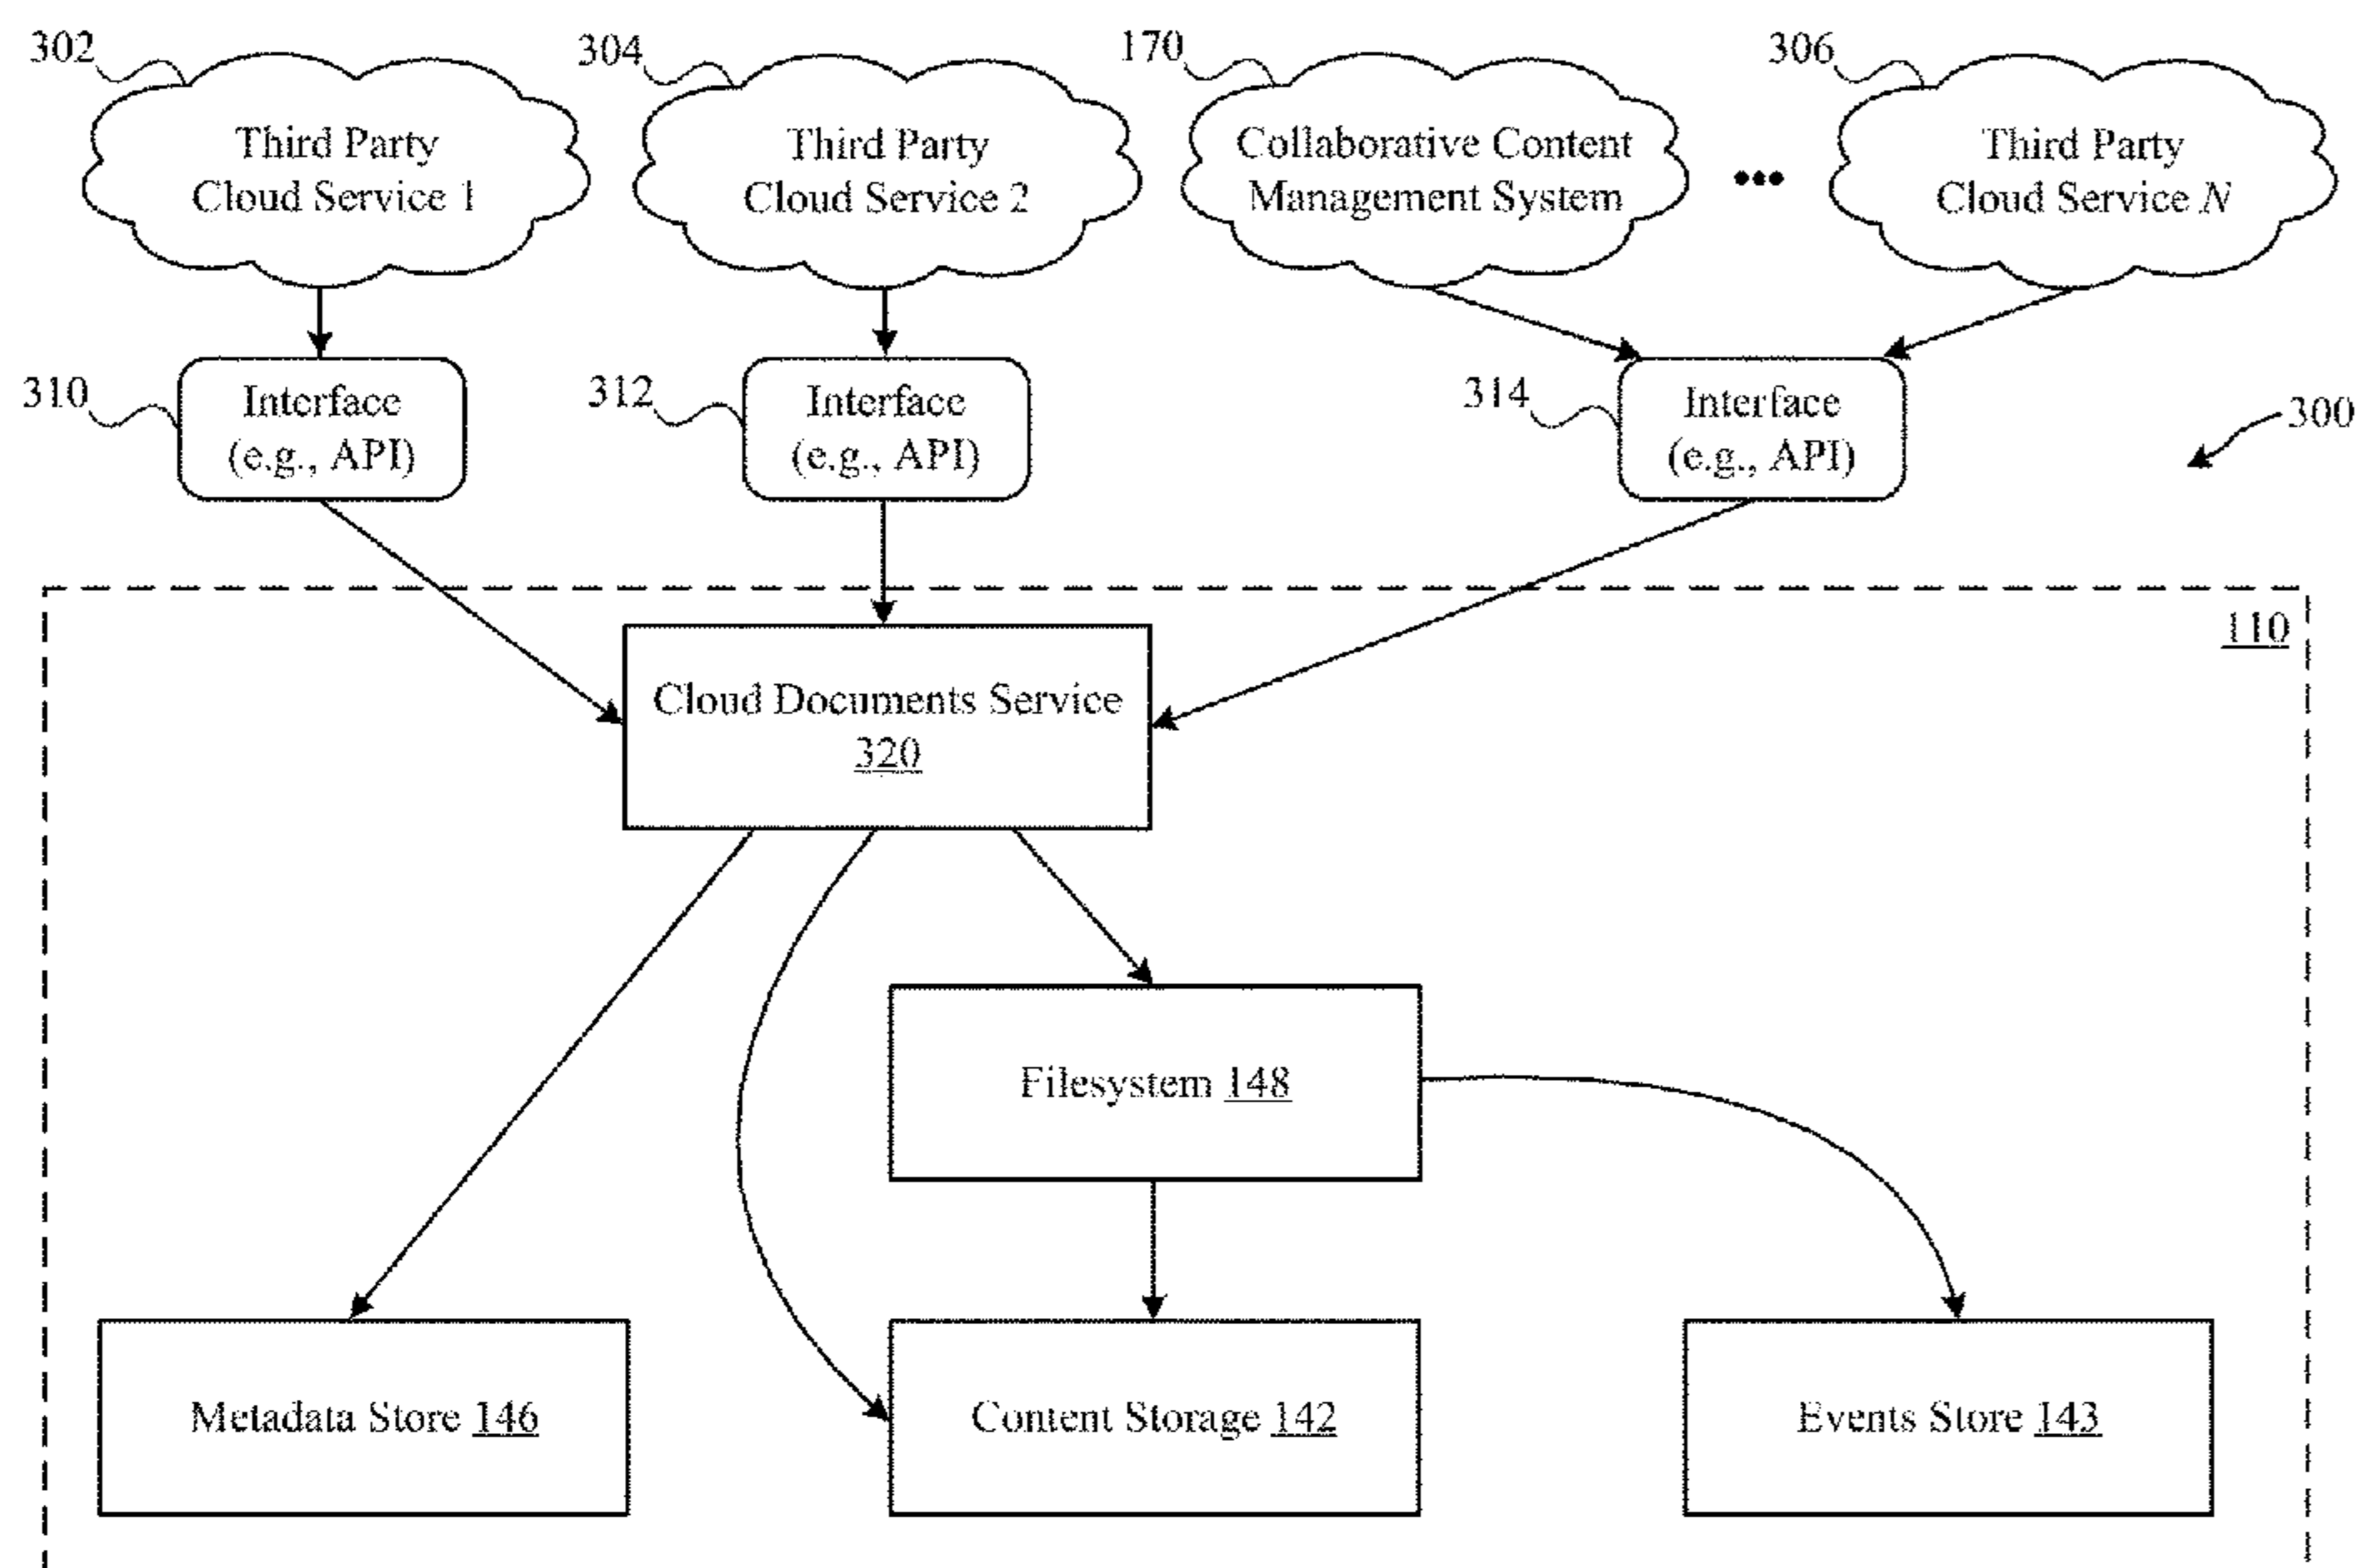 302
304
170
306
Third Party
Cloud Service 1
Third Party
Cloud Service 2
Collaborative Content
Management System
•••
Third Party
Cloud Service N
310
Interface
(e.g., API)
312
Interface
(e.g., API)
314
Interface
(e.g., API)
300
110
Cloud Documents Service
320
Filesystem 148
Metadata Store 146
Content Storage 142
Events Store 143